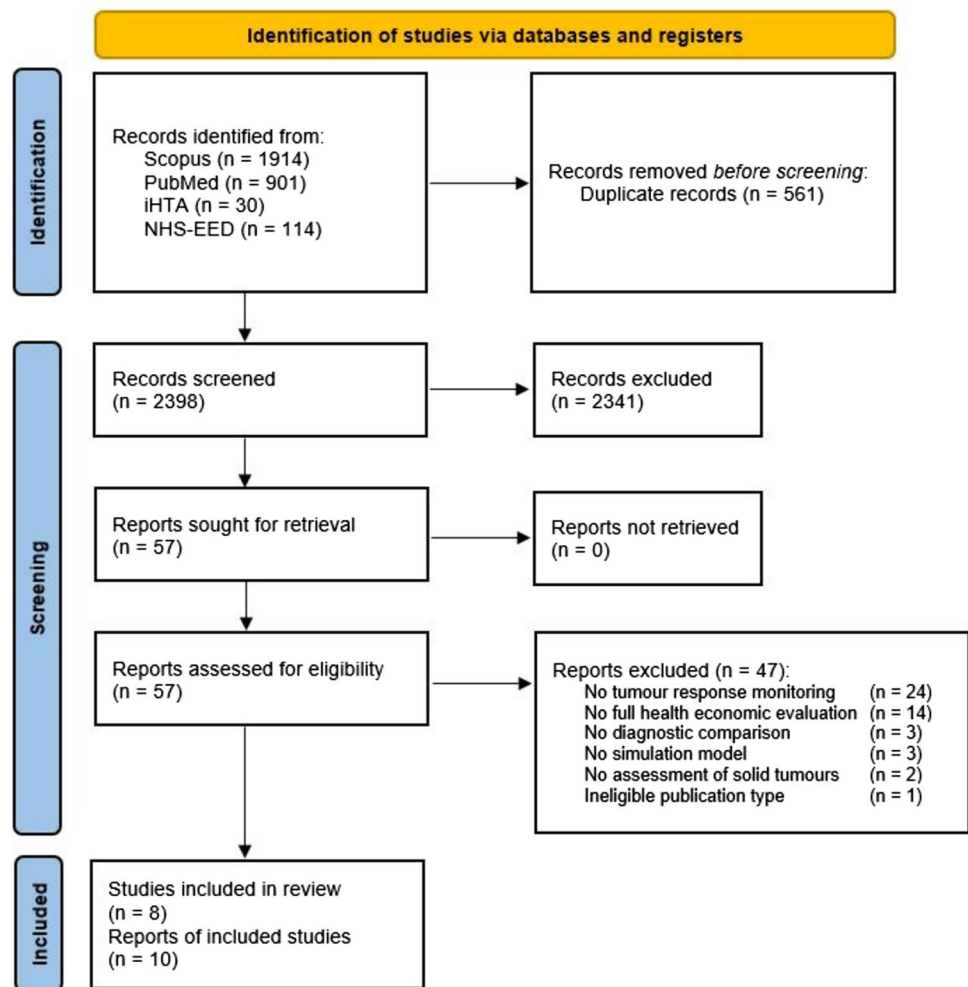 Identification of studies via databases and registers
Identification
Records identified from:
Scopus (n = 1914)
PubMed (n = 901)
iHTA (n = 30)
NHS-EED (n = 114)
Records removed before screening:
Duplicate records (n = 561)
Screening
Records screened
(n = 2398)
Records excluded
(n = 2341)
Reports sought for retrieval
(n = 57)
Reports not retrieved
(n = 0)
Reports assessed for eligibility
(n = 57)
Reports excluded (n = 47):
No tumour response monitoring (n = 24)
No full health economic evaluation (n = 14)
No diagnostic comparison (n = 3)
No simulation model (n = 3)
No assessment of solid tumours (n = 2)
Ineligible publication type (n = 1)
Included
Studies included in review
(n = 8)
Reports of included studies
(n = 10)